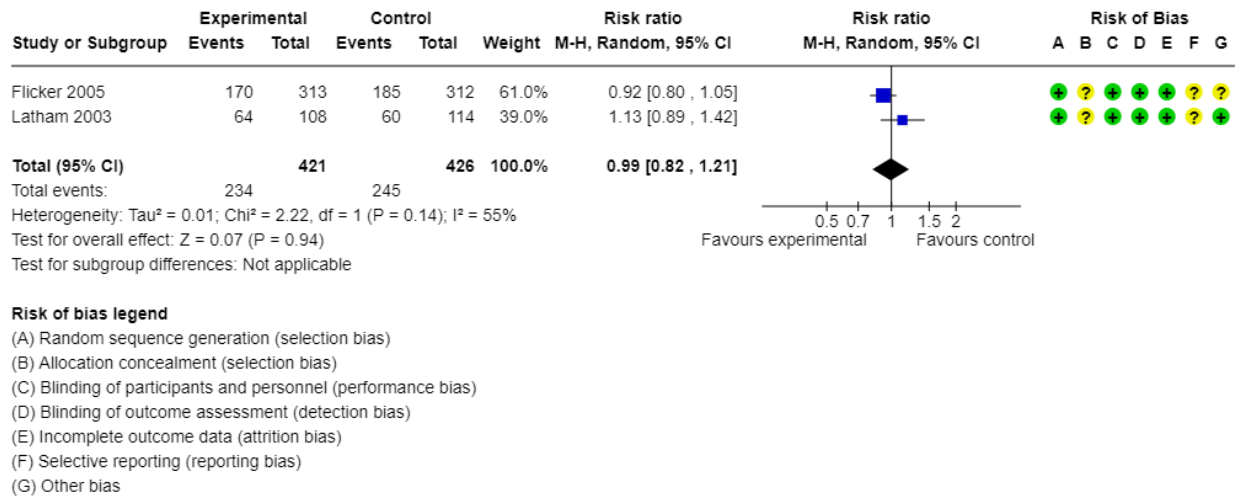 Experimental Control Risk ratio Risk ratio Risk of Bias
Study or Subgroup Events Total Events Total Weight M-H, Random, 95% CI M-H, Random, 95% CI A B C D E F G
Flicker 2005 170 313 185 312 61.0% 0.92 [0.80 , 1.05] + ? + + + ? ?
Latham 2003 64 108 60 114 39.0% 1.13 [0.89 , 1.42] + ? + + + ? +
Total (95% CI) 421 426 100.0% 0.99 [0.82 , 1.21]
Total events: 234 245
Heterogeneity: Tau² = 0.01; Chi² = 2.22, df = 1 (P = 0.14); I² = 55%
0.5 0.7 1 1.5 2
Test for overall effect: Z = 0.07 (P = 0.94)
Favours experimental Favours control
Test for subgroup differences: Not applicable
Risk of bias legend
(A) Random sequence generation (selection bias)
(B) Allocation concealment (selection bias)
(C) Blinding of participants and personnel (performance bias)
(D) Blinding of outcome assessment (detection bias)
(E) Incomplete outcome data (attrition bias)
(F) Selective reporting (reporting bias)
(G) Other bias